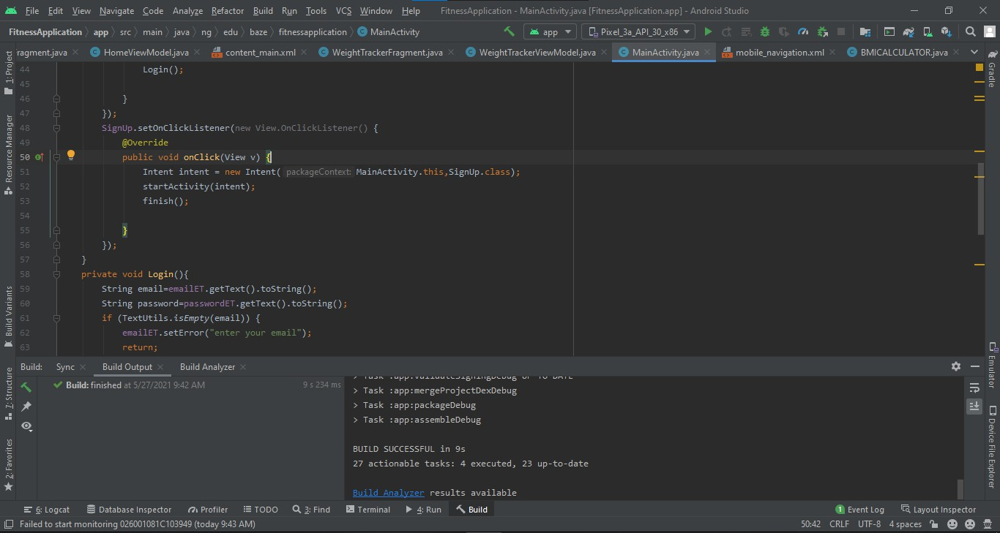 File Edit View Navigate Code Analyze Refactor Build Run Tools VCS Window Help FitnessApplication - MainActivity.java [FitnessApplication.app] - Android Studio
FitnessApplication app src main java ng edu baze fitnessapplication MainActivity app Pixel_3a_API_30_x86
ragment.java HomeViewModel.java content_main.xml WeightTrackerFragment.java WeightTrackerViewModel.java MainActivity.java mobile_navigation.xml BMICALCULATOR.java
1: Project
Resource Manager
Build Variants
7: Structure
2: Favorites
44 Login();
45
46 }
47 });
48 SignUp.setOnClickListener(new View.OnClickListener() {
49 @Override
50 public void onClick(View v) {
51 Intent intent = new Intent( packageContext: MainActivity.this,SignUp.class);
52 startActivity(intent);
53 finish();
54
55 }
56 });
57 }
58 private void Login(){
59 String email=emailET.getText().toString();
60 String password=passwordET.getText().toString();
61 if (TextUtils.isEmpty(email)) {
62 emailET.setError("enter your email");
63 return;
Gradle
Emulator
Device File Explorer
Build: Sync Build Output Build Analyzer
Build: finished at 5/27/2021 9:42 AM 9 s 234 ms
> Task :app:validateSigningDebug UP-TO-DATE
> Task :app:mergeProjectDexDebug
> Task :app:packageDebug
> Task :app:assembleDebug
BUILD SUCCESSFUL in 9s
27 actionable tasks: 4 executed, 23 up-to-date
Build Analyzer results available
6: Logcat Database Inspector Profiler TODO 3: Find Terminal 4: Run Build 1 Event Log Layout Inspector
Failed to start monitoring 026001081C103949 (today 9:43 AM) 50:42 CRLF UTF-8 4 spaces